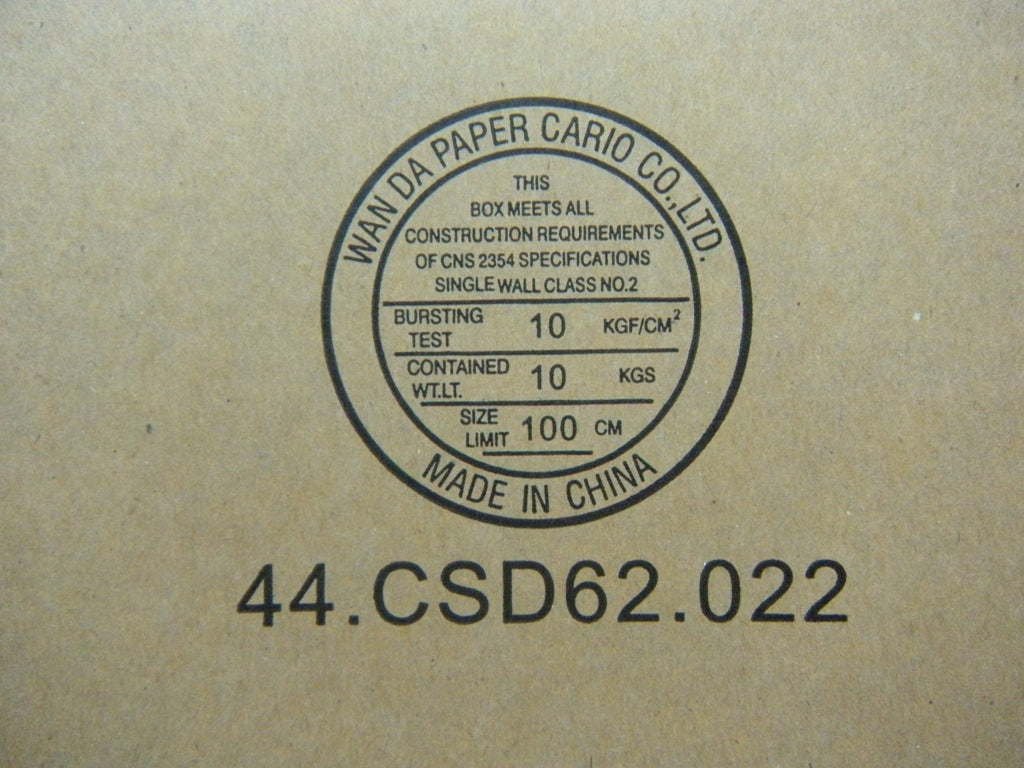 WAN DA PAPER CARIO CO.,LTD.
THIS
BOX MEETS ALL
CONSTRUCTION REQUIREMENTS
OF CNS 2354 SPECIFICATIONS
SINGLE WALL CLASS NO.2
BURSTING TEST 10 KGF/CM²
CONTAINED WT.LT. 10 KGS
SIZE LIMIT 100 CM
MADE IN CHINA
44.CSD62.022